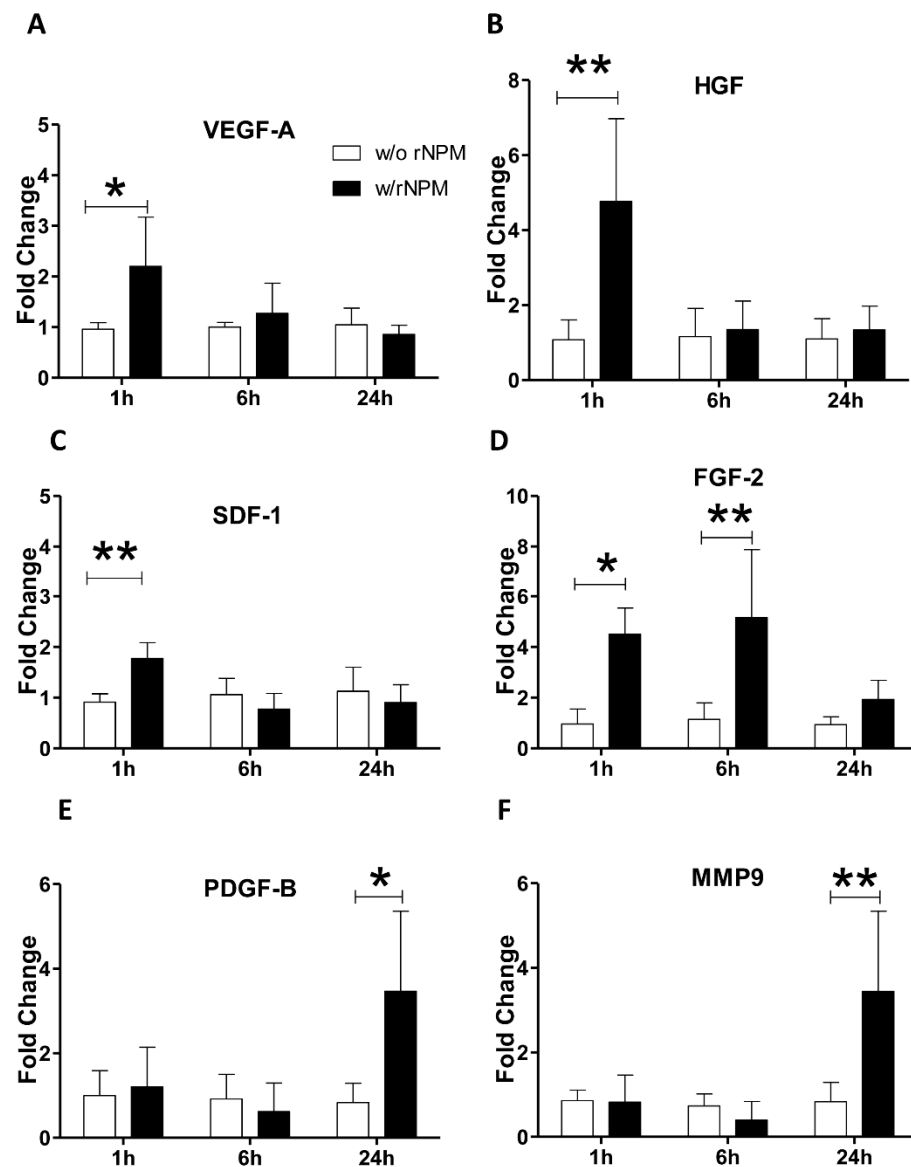 A
VEGF-A
w/o rNPM
w/rNPM
Fold Change
5
4
3
2
1
0
*
1h
6h
24h
B
HGF
Fold Change
8
6
4
2
0
**
1h
6h
24h
C
SDF-1
Fold Change
5
4
3
2
1
0
**
1h
6h
24h
D
FGF-2
Fold Change
10
8
6
4
2
0
*
**
1h
6h
24h
E
PDGF-B
Fold Change
6
4
2
0
*
1h
6h
24h
F
MMP9
Fold Change
6
4
2
0
**
1h
6h
24h